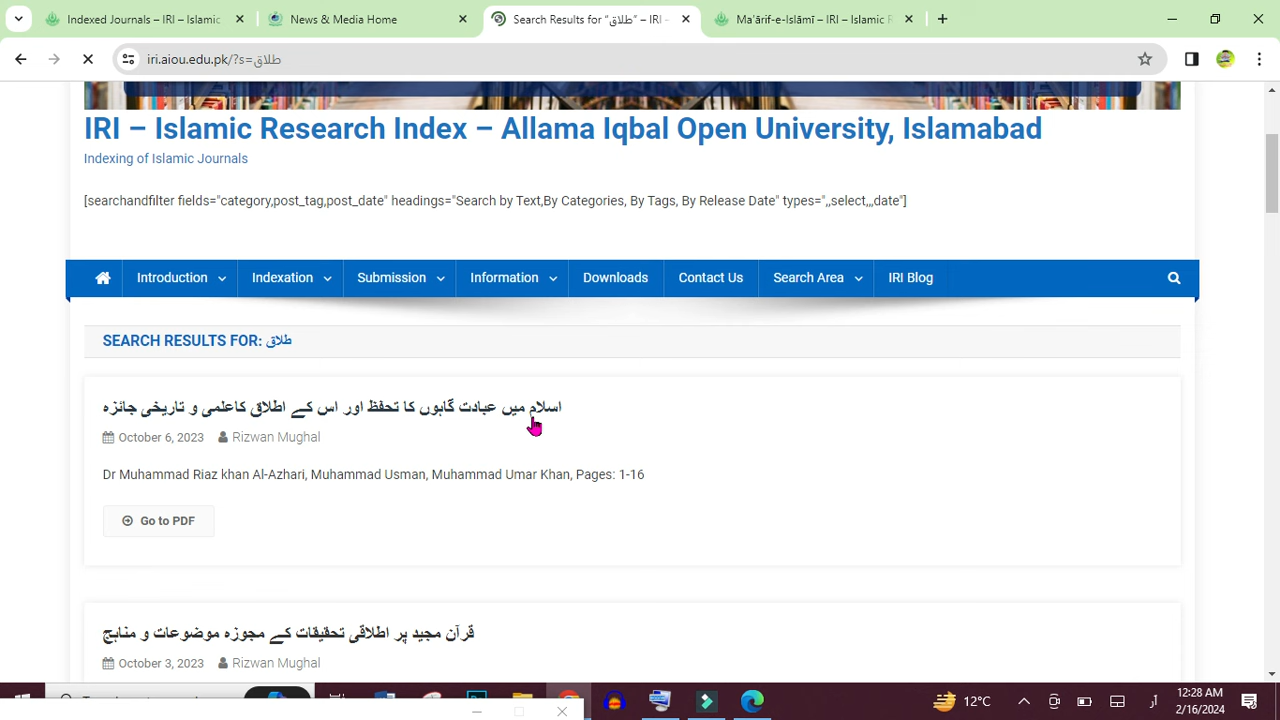 Indexed Journals – IRI – Islamic
News & Media Home
Search Results for “طلاق” – IRI –
Ma’ārif-e-Islāmī – IRI – Islamic R
iri.aiou.edu.pk/?s=طلاق
IRI – Islamic Research Index – Allama Iqbal Open University, Islamabad
Indexing of Islamic Journals
[searchandfilter fields="category,post_tag,post_date" headings="Search by Text,By Categories, By Tags, By Release Date" types=",,select,,,date"]
Introduction Indexation Submission Information Downloads Contact Us Search Area IRI Blog
SEARCH RESULTS FOR: طلاق
اسلام میں عبادت گاہوں کا تحفظ اور اس کے اطلاق کاعلمی و تاریخی جائزہ
October 6, 2023 Rizwan Mughal
Dr Muhammad Riaz khan Al-Azhari, Muhammad Usman, Muhammad Umar Khan, Pages: 1-16
Go to PDF
قرآن مجید پر اطلاقی تحقیقات کے مجوزہ موضوعات و مناہج
October 3, 2023 Rizwan Mughal
12°C
12:28 AM
2/16/2024